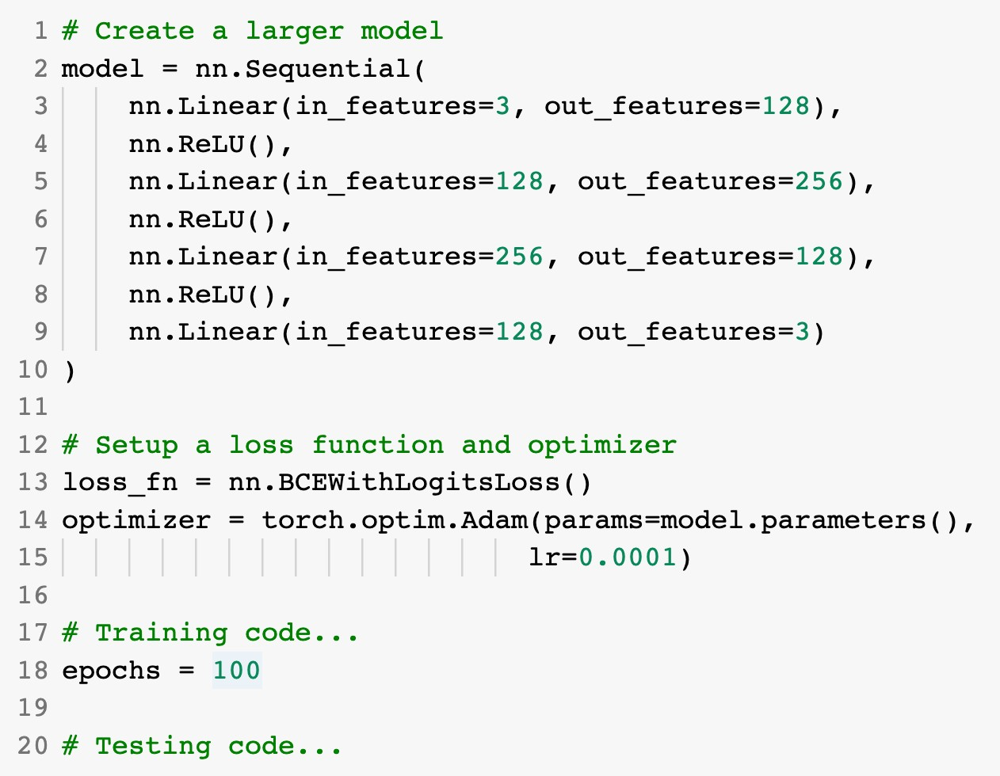 1 # Create a larger model
2 model = nn.Sequential(
3     nn.Linear(in_features=3, out_features=128),
4     nn.ReLU(),
5     nn.Linear(in_features=128, out_features=256),
6     nn.ReLU(),
7     nn.Linear(in_features=256, out_features=128),
8     nn.ReLU(),
9     nn.Linear(in_features=128, out_features=3)
10 )
11
12 # Setup a loss function and optimizer
13 loss_fn = nn.BCEWithLogitsLoss()
14 optimizer = torch.optim.Adam(params=model.parameters(),
15                             lr=0.0001)
16
17 # Training code...
18 epochs = 100
19
20 # Testing code...